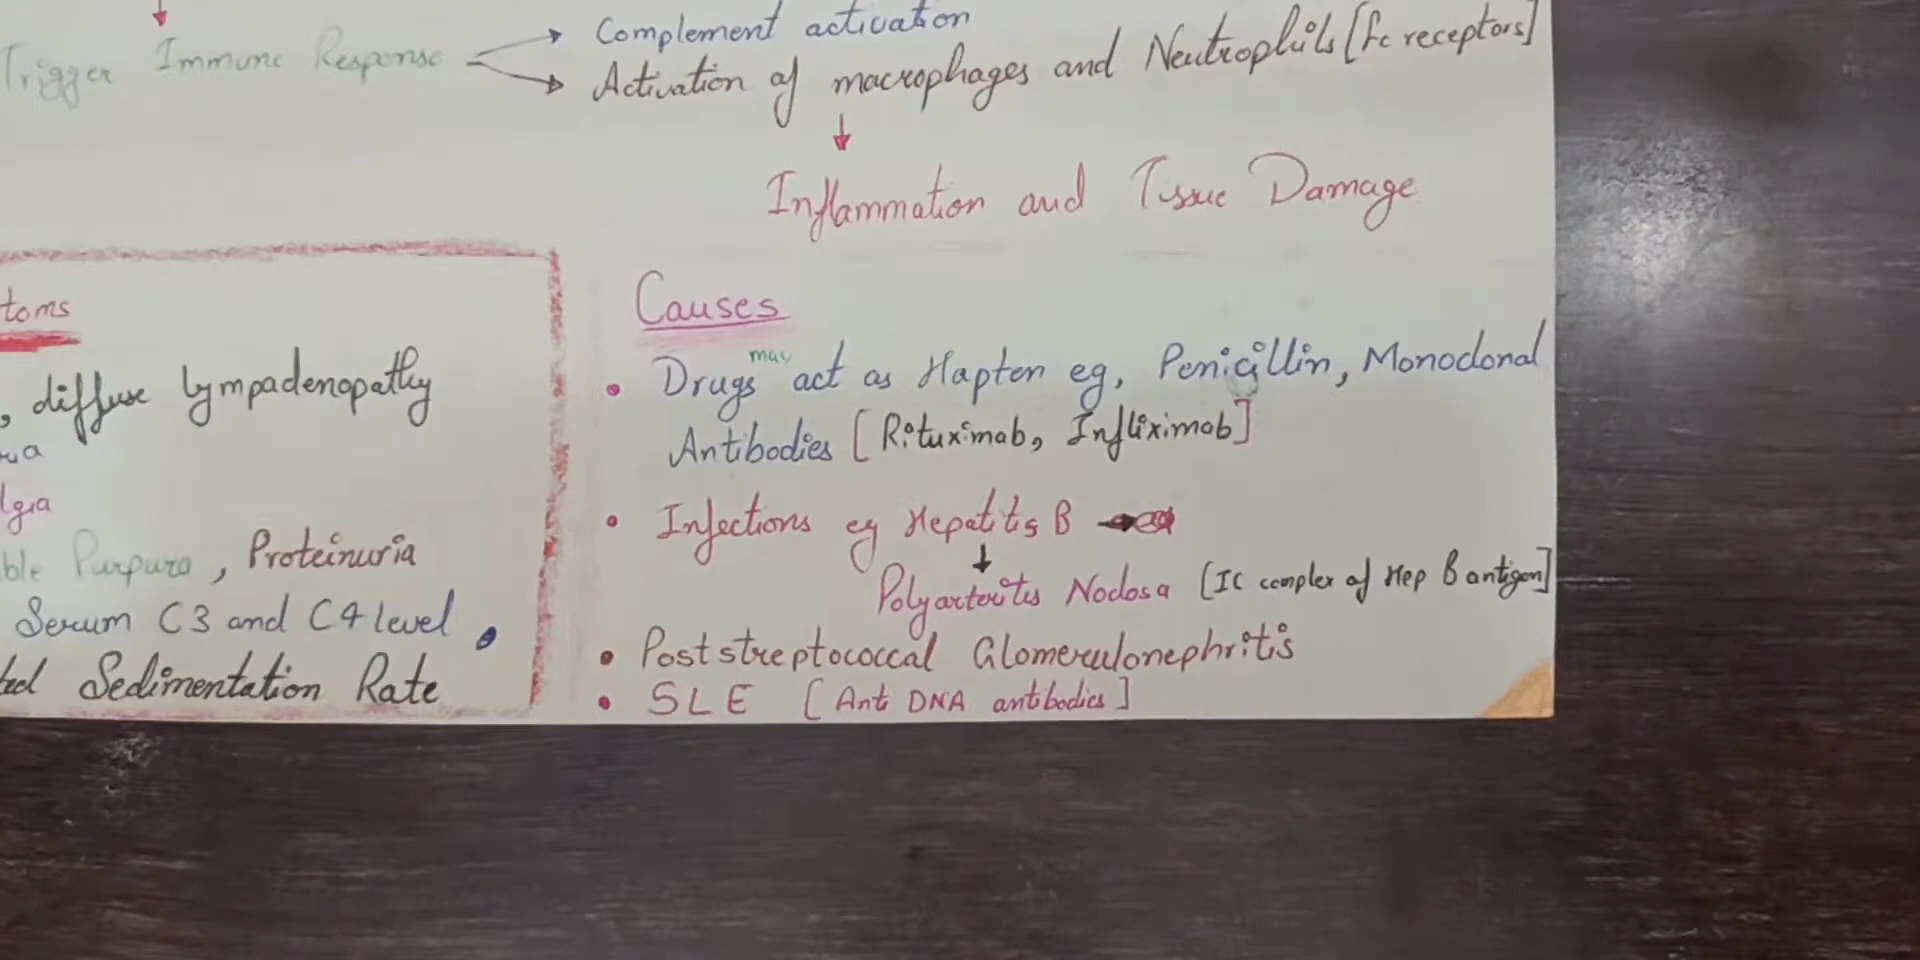 Complement activation
Trigger Immune Response
Activation of macrophages and Neutrophils [Fc receptors]
Inflammation and Tissue Damage
toms
, diffuse lympadenopathy
lgia
ble Purpura, Proteinuria
Serum C3 and C4 level
ted Sedimentation Rate
Causes
• Drugs may act as Hapten eg, Penicillin, Monoclonal
Antibodies [Rituximab, Infliximab]
• Infections eg Hepatitis B
Polyarteritis Nodosa [IC complex of Hep B antigen]
• Poststreptococcal Glomerulonephritis
• SLE [Anti DNA antibodies]